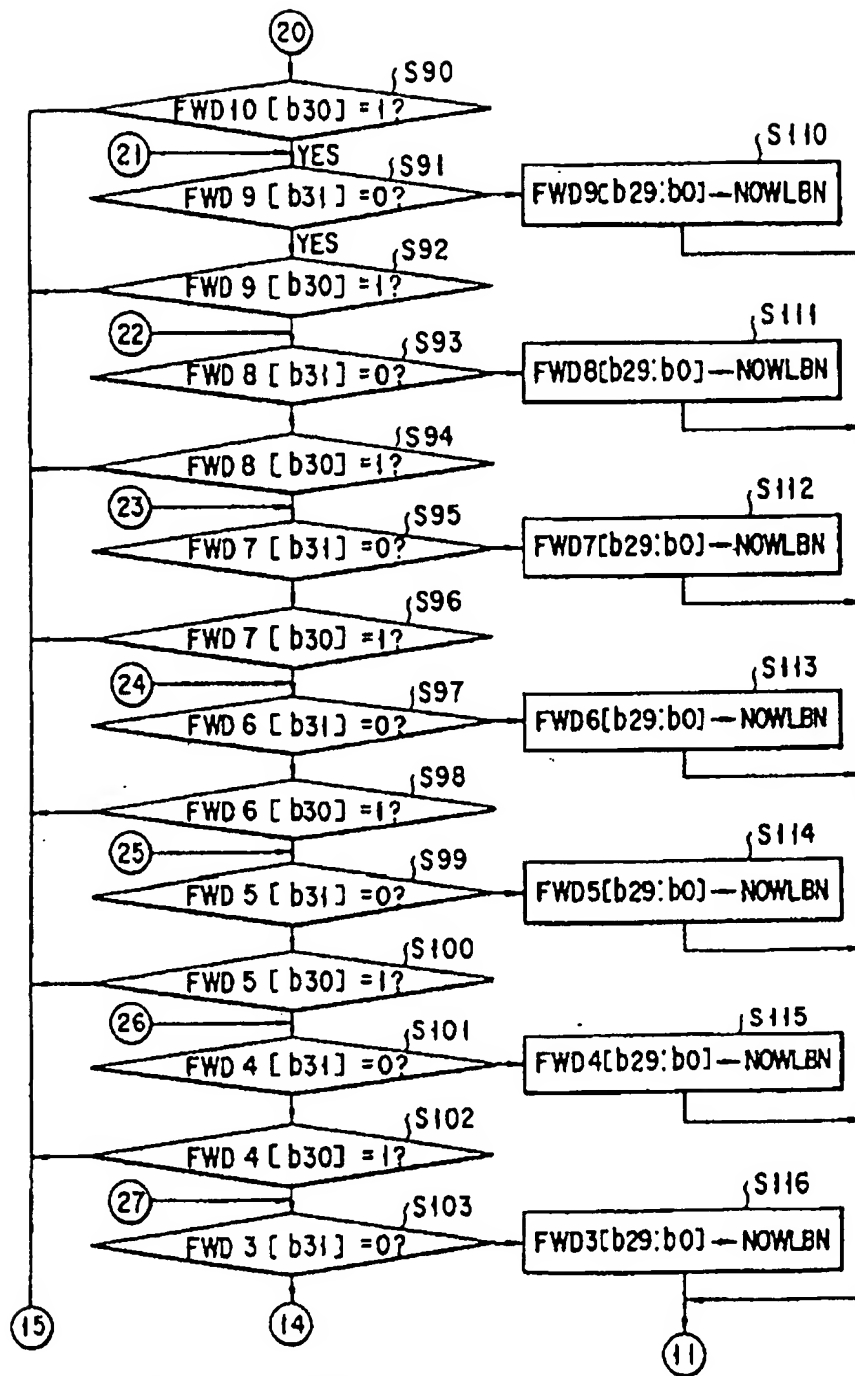 20
S90
FWD10 [b30] =1?
21
YES
S91
S110
FWD 9 [b31] =0?
FWD9[b29:b0]←NOWLBN
YES
S92
FWD 9 [b30] =1?
22
S93
S111
FWD 8 [b31] =0?
FWD8[b29:b0]←NOWLBN
S94
FWD 8 [b30] =1?
23
S95
S112
FWD 7 [b31] =0?
FWD7[b29:b0]←NOWLBN
S96
FWD 7 [b30] =1?
24
S97
S113
FWD 6 [b31] =0?
FWD6[b29:b0]←NOWLBN
S98
FWD 6 [b30] =1?
25
S99
S114
FWD 5 [b31] =0?
FWD5[b29:b0]←NOWLBN
S100
FWD 5 [b30] =1?
26
S101
S115
FWD 4 [b31] =0?
FWD4[b29:b0]←NOWLBN
S102
FWD 4 [b30] =1?
27
S103
S116
FWD 3 [b31] =0?
FWD3[b29:b0]←NOWLBN
15
14
11